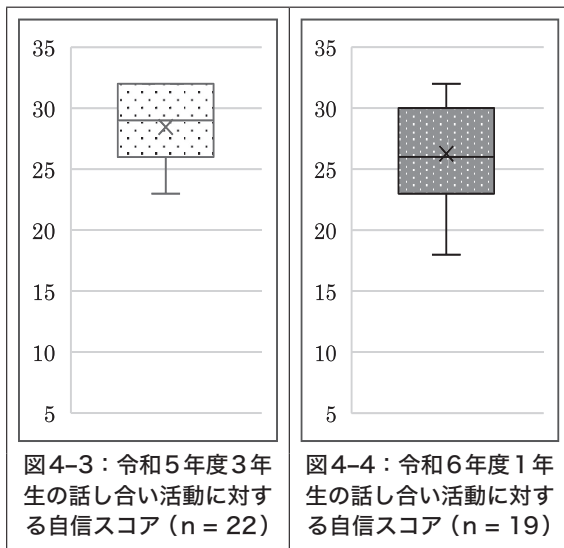 35
30
25
20
15
10
5
図4–3：令和5年度3年
生の話し合い活動に対す
る自信スコア（n = 22）
35
30
25
20
15
10
5
図4–4：令和6年度1年
生の話し合い活動に対す
る自信スコア（n = 19）